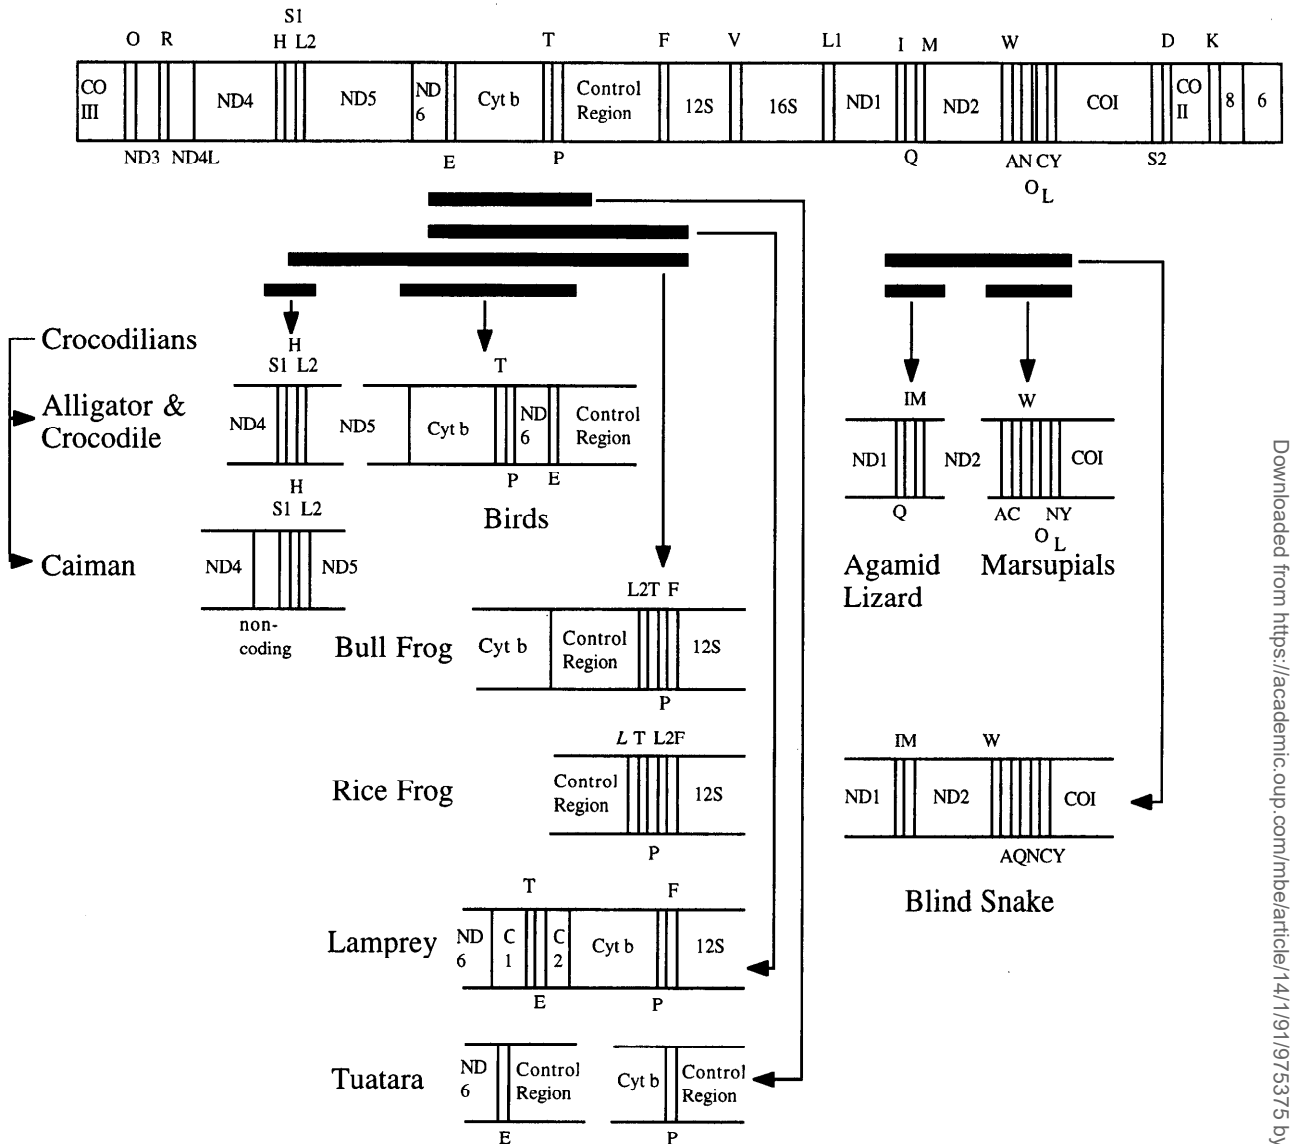 S1
O R H L2 T F V L1 I M W D K
CO III ND4 ND5 ND 6 Cyt b Control Region 12S 16S ND1 ND2 COI CO II 8 6
ND3 ND4L E P Q AN CY S2
O L
Crocodilians
H
S1 L2
T
Alligator &
Crocodile
ND4 ND5 Cyt b ND 6 Control Region
P E
Birds
H
S1 L2
Caiman
ND4 ND5
non-
coding
IM W
ND1 ND2 COI
Q AC NY
O L
Agamid
Lizard
Marsupials
L2T F
Bull Frog
Cyt b Control Region 12S
P
L T L2F
Rice Frog
Control Region 12S
P
IM W
ND1 ND2 COI
AQNCY
Blind Snake
T F
Lamprey
ND 6 C 1 C 2 Cyt b 12S
E P
Tuatara
ND 6 Control Region Cyt b Control Region
E P
Downloaded from https://academic.oup.com/mbe/article/14/1/91/975375 by